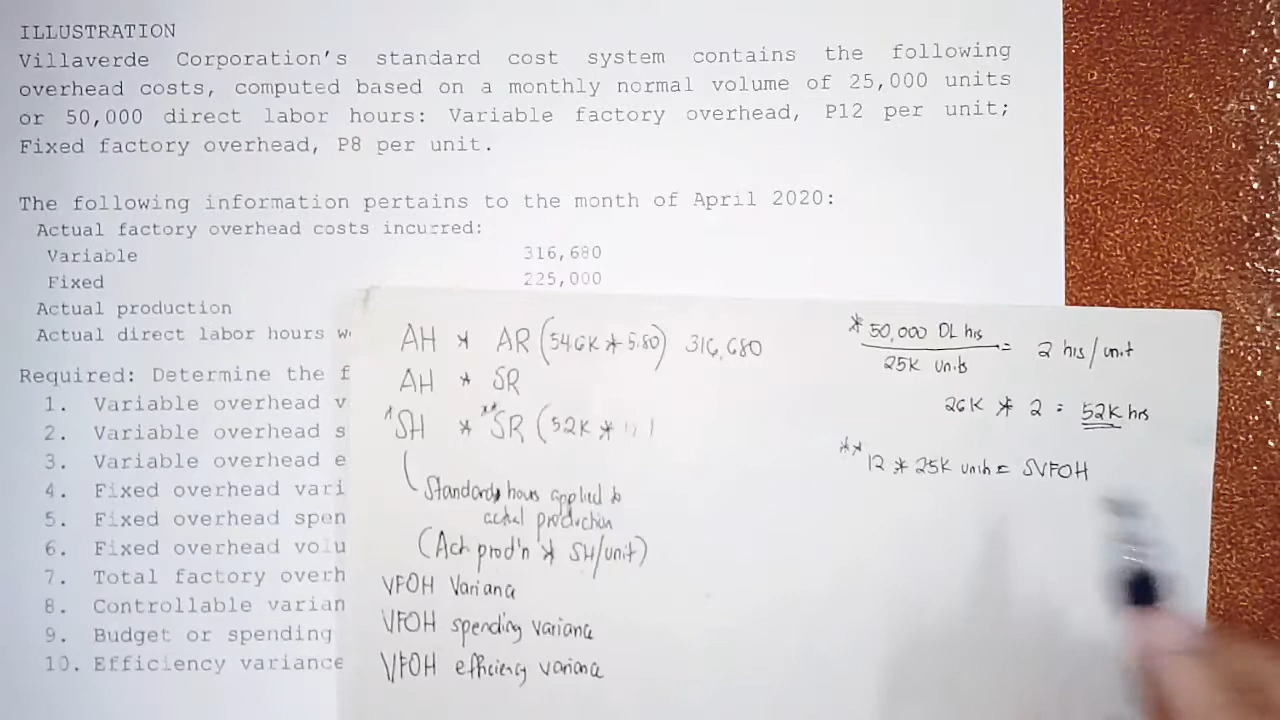 ILLUSTRATION
Villaverde Corporation's standard cost system contains the following
overhead costs, computed based on a monthly normal volume of 25,000 units
or 50,000 direct labor hours: Variable factory overhead, P12 per unit;
Fixed factory overhead, P8 per unit.
The following information pertains to the month of April 2020:
Actual factory overhead costs incurred:
Variable 316,680
Fixed 225,000
Actual production
Actual direct labor hours w
Required: Determine the f
1. Variable overhead v
2. Variable overhead s
3. Variable overhead e
4. Fixed overhead vari
5. Fixed overhead spen
6. Fixed overhead volu
7. Total factory overh
8. Controllable varian
9. Budget or spending
10. Efficiency variance
AH * AR (546K * 5.80) 316,680
AH * SR
*SH * **SR (52K *
Standard hours applied to
actual production
(Act prod'n * SH/unit)
VFOH Variance
VFOH spending variance
VFOH efficiency variance
* 50,000 DL hrs
25K units
= 2 hrs/unit
26K * 2 = 52K hrs
** 12 * 25K units = SVFOH